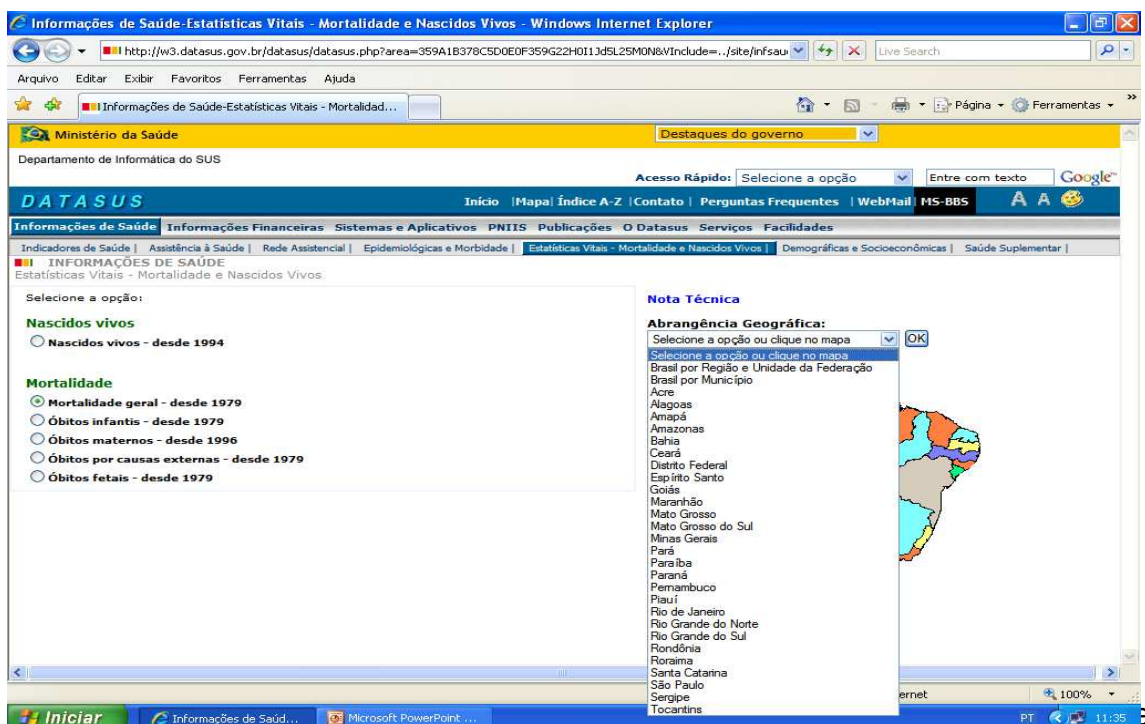 Informações de Saúde-Estatísticas Vitais - Mortalidade e Nascidos Vivos - Windows Internet Explorer
http://w3.datasus.gov.br/datasus/datasus.php?area=359A1B378C5D0E0F359G22H0I1Jd5L25M0N&VInclude=../site/infsau
Live Search
Arquivo Editar Exibir Favoritos Ferramentas Ajuda
Informações de Saúde-Estatísticas Vitais - Mortalidad...
Página Ferramentas
Ministério da Saúde
Destaques do governo
Departamento de Informática do SUS
Acesso Rápido: Selecione a opção Entre com texto Google
DATASUS
Início |Mapa| Índice A-Z |Contato | Perguntas Frequentes | WebMail| MS-BBS A A
Informações de Saúde Informações Financeiras Sistemas e Aplicativos PNIIS Publicações O Datasus Serviços Facilidades
Indicadores de Saúde | Assistência à Saúde | Rede Assistencial | Epidemiológicas e Morbidade | Estatísticas Vitais - Mortalidade e Nascidos Vivos | Demográficas e Socioeconômicas | Saúde Suplementar |
INFORMAÇÕES DE SAÚDE
Estatísticas Vitais - Mortalidade e Nascidos Vivos
Selecione a opção:
Nascidos vivos
Nascidos vivos - desde 1994
Mortalidade
Mortalidade geral - desde 1979
Óbitos infantis - desde 1979
Óbitos maternos - desde 1996
Óbitos por causas externas - desde 1979
Óbitos fetais - desde 1979
Nota Técnica
Abrangência Geográfica:
Selecione a opção ou clique no mapa OK
Selecione a opção ou clique no mapa
Brasil por Região e Unidade da Federação
Brasil por Município
Acre
Alagoas
Amapá
Amazonas
Bahia
Ceará
Distrito Federal
Espírito Santo
Goiás
Maranhão
Mato Grosso
Mato Grosso do Sul
Minas Gerais
Pará
Paraíba
Paraná
Pernambuco
Piauí
Rio de Janeiro
Rio Grande do Norte
Rio Grande do Sul
Rondônia
Roraima
Santa Catarina
São Paulo
Sergipe
Tocantins
ernet 100%
Iniciar Informações de Saúd... Microsoft PowerPoint ... PT 11:35